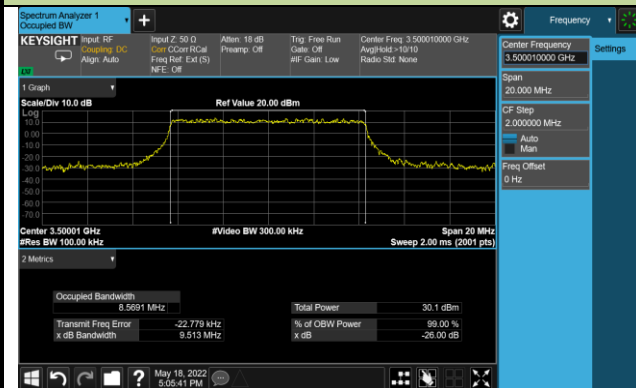 Spectrum Analyzer 1
Occupied BW
Frequency
KEYSIGHT
Input: RF
Coupling: DC
Align: Auto
Input Z: 50 Ω
Corr CCorr RCal
Freq Ref: Ext (S)
NFE: Off
Atten: 18 dB
Preamp: Off
Trig: Free Run
Gate: Off
#IF Gain: Low
Center Freq: 3.500010000 GHz
Avg|Hold:>10/10
Radio Std: None
Center Frequency
3.500010000 GHz
Settings
Span
20.000 MHz
CF Step
2.000000 MHz
Auto
Man
Freq Offset
0 Hz
1 Graph
Scale/Div 10.0 dB
Ref Value 20.00 dBm
Log
10.0
0.00
-10.0
-20.0
-30.0
-40.0
-50.0
-60.0
-70.0
Center 3.50001 GHz
#Video BW 300.00 kHz
Span 20 MHz
#Res BW 100.00 kHz
Sweep 2.00 ms (2001 pts)
2 Metrics
Occupied Bandwidth
8.5691 MHz
Total Power
30.1 dBm
Transmit Freq Error
-22.779 kHz
% of OBW Power
99.00 %
x dB Bandwidth
9.513 MHz
x dB
-26.00 dB
May 18, 2022
5:05:41 PM